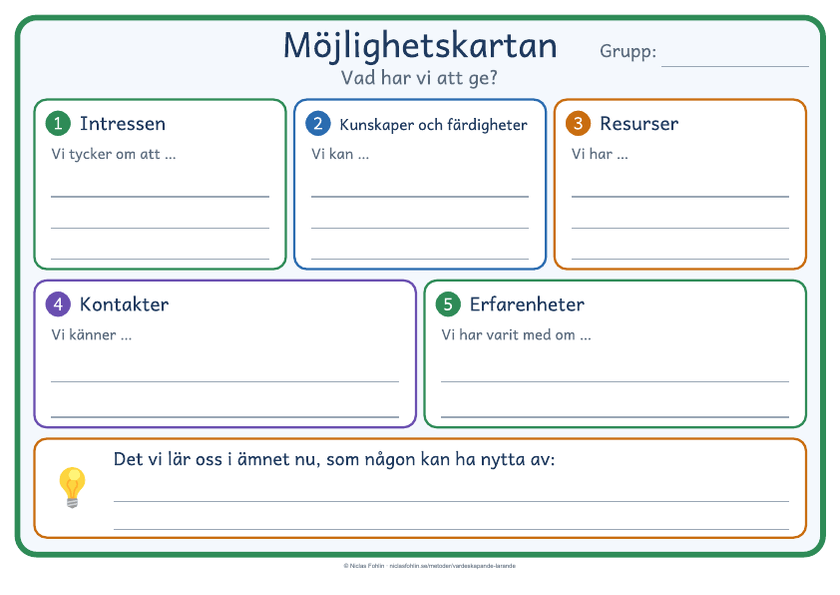 Möjlighetskartan
Grupp:
Vad har vi att ge?
1 Intressen
Vi tycker om att ...
2 Kunskaper och färdigheter
Vi kan ...
3 Resurser
Vi har ...
4 Kontakter
Vi känner ...
5 Erfarenheter
Vi har varit med om ...
Det vi lär oss i ämnet nu, som någon kan ha nytta av:
© Niclas Fohlin · niclasfohlin.se/metoder/vardeskapande-larande